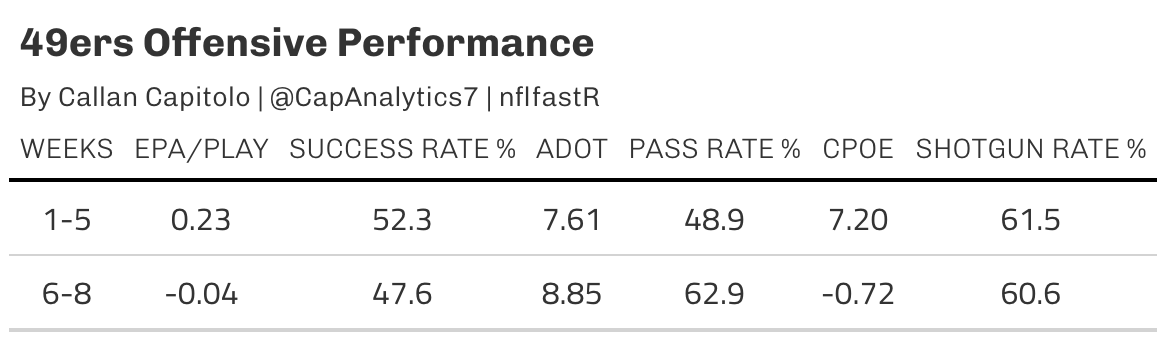 49ers Offensive Performance
By Callan Capitolo | @CapAnalytics7 | nflfastR
WEEKS EPA/PLAY SUCCESS RATE % ADOT PASS RATE % CPOE SHOTGUN RATE %
1-5 0.23 52.3 7.61 48.9 7.20 61.5
6-8 -0.04 47.6 8.85 62.9 -0.72 60.6